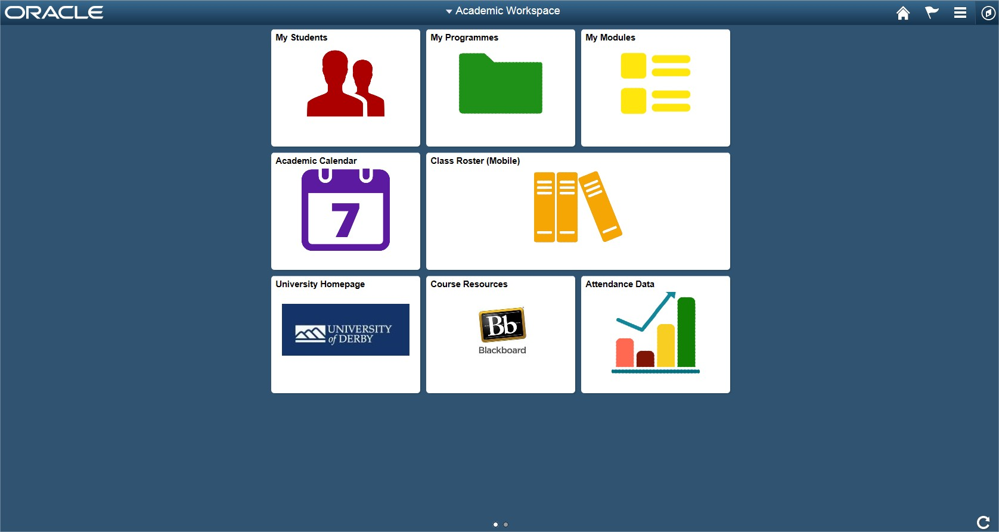 ORACLE
Academic Workspace
My Students
My Programmes
My Modules
Academic Calendar
7
Class Roster (Mobile)
University Homepage
UNIVERSITY
of DERBY
Course Resources
Bb
Blackboard
Attendance Data